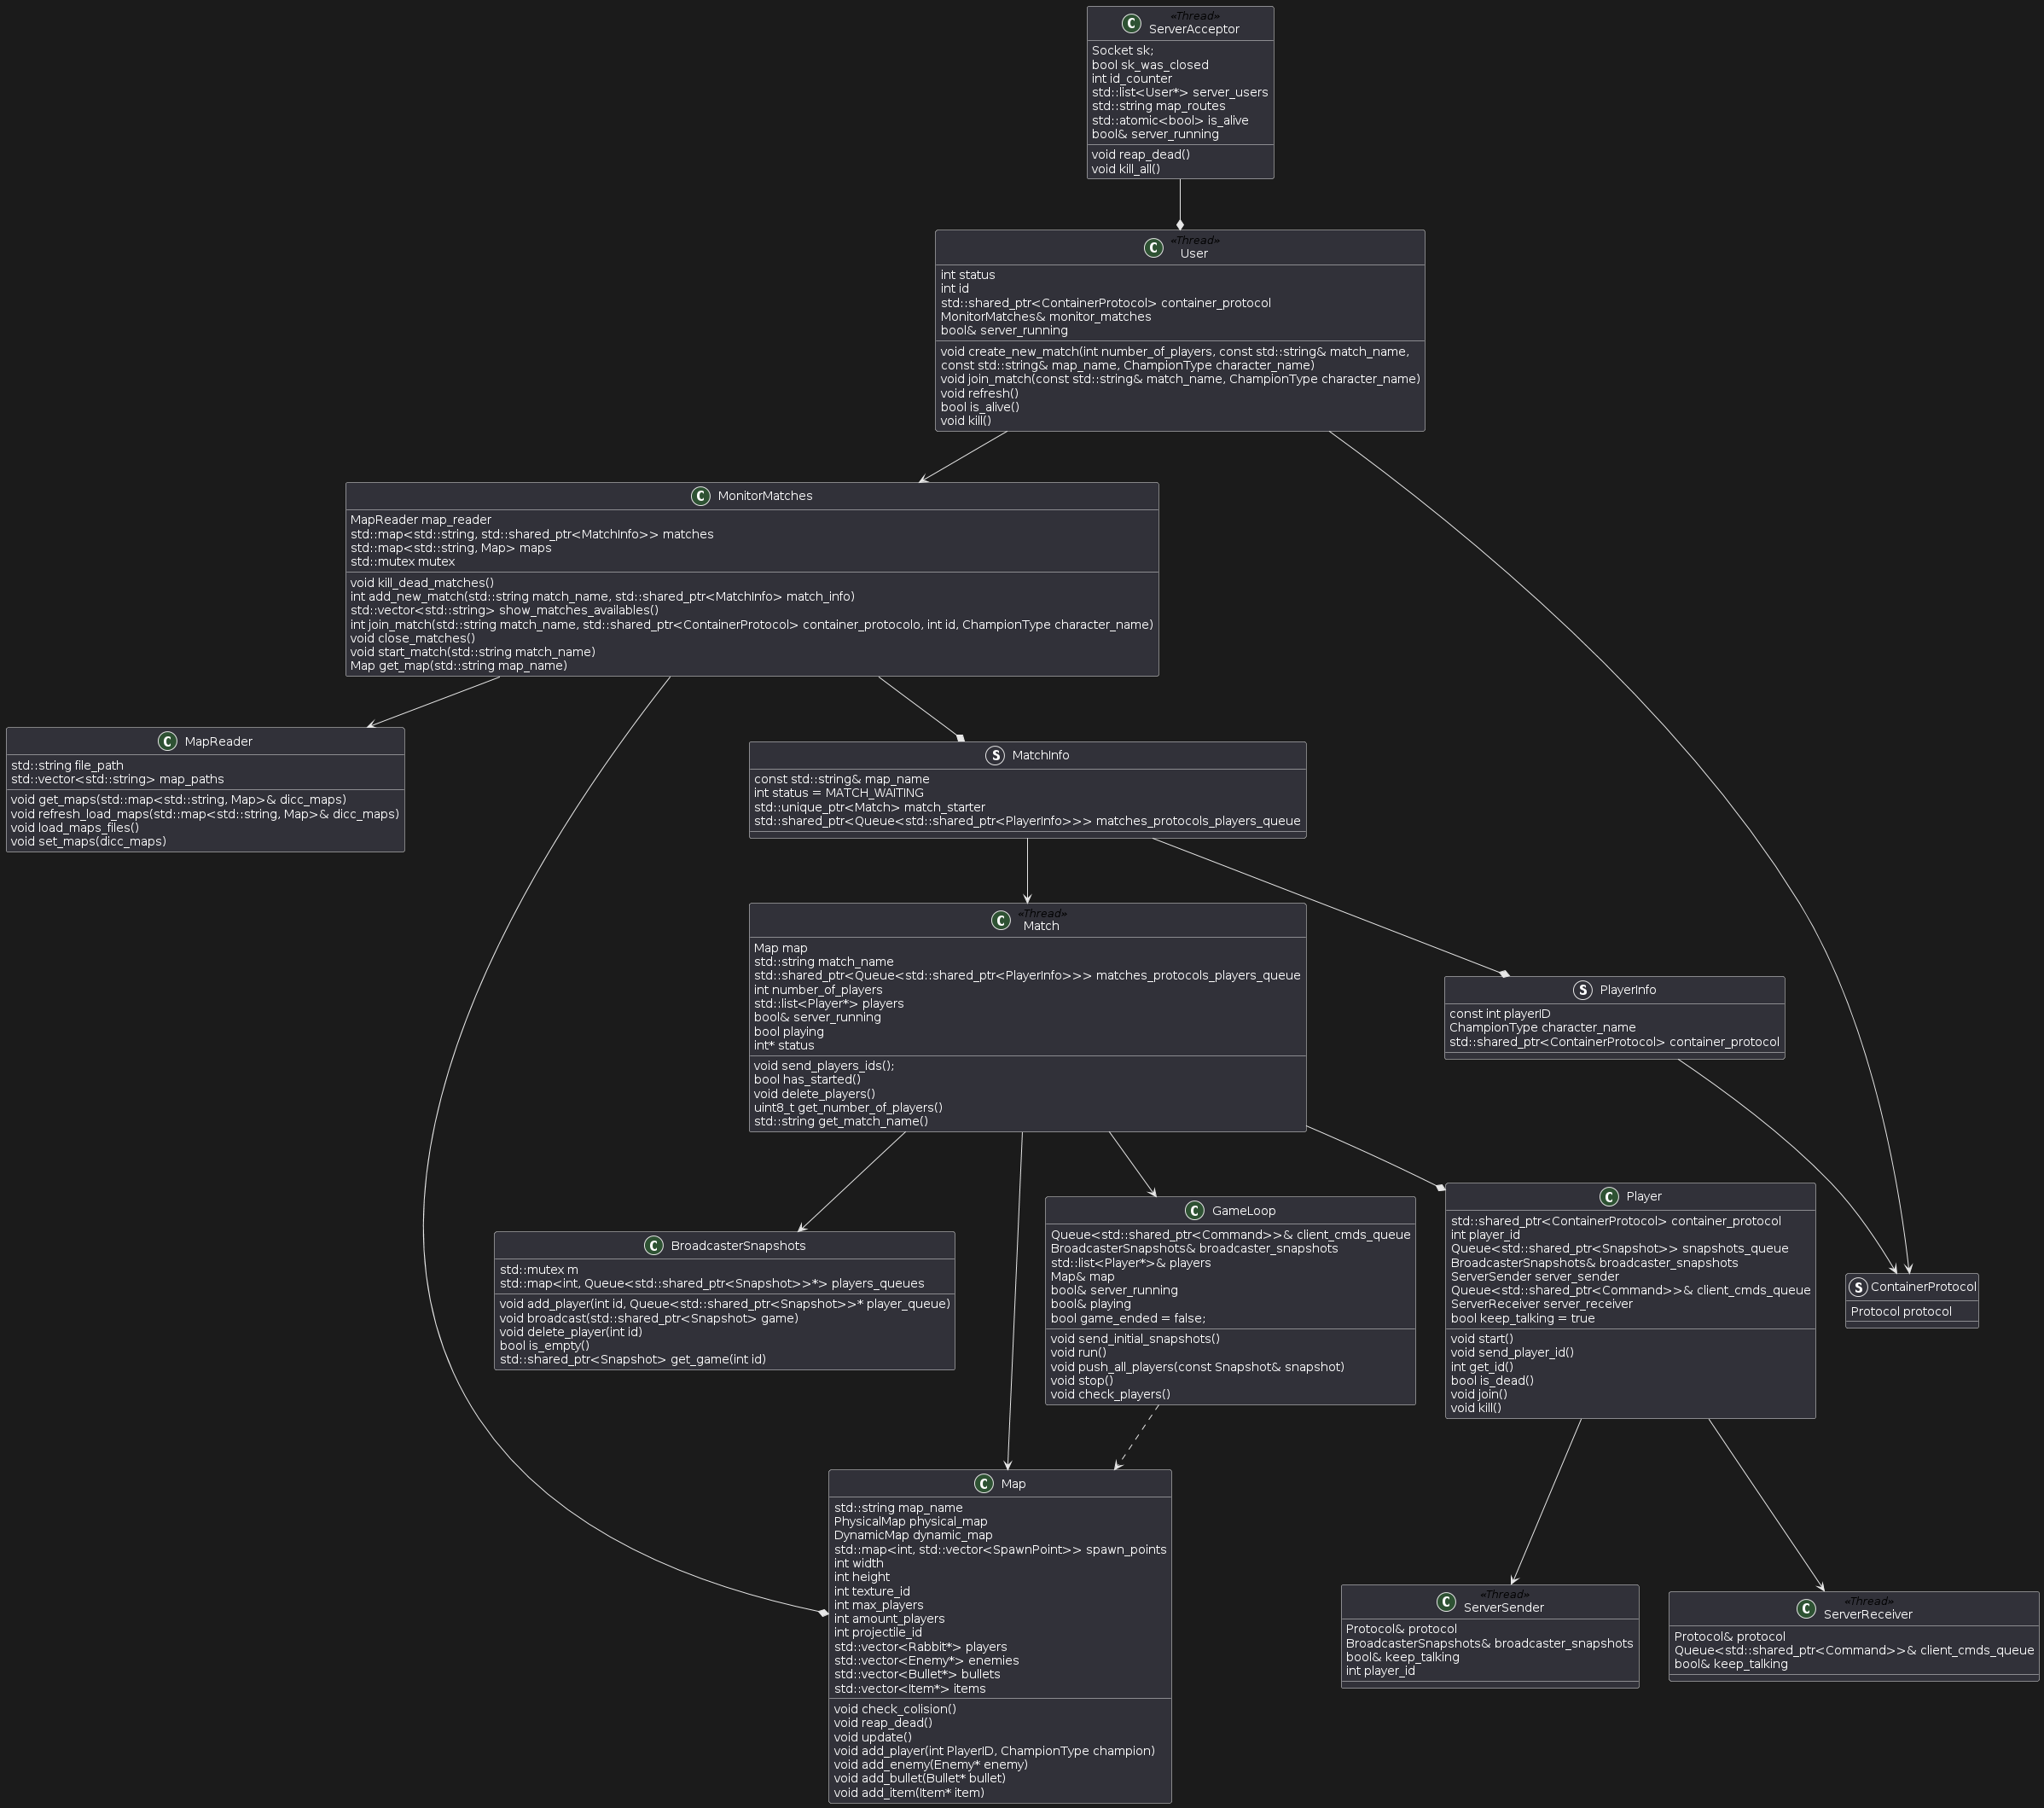 «Thread»
C ServerAcceptor
Socket sk;
bool sk_was_closed
int id_counter
std::list<User*> server_users
std::string map_routes
std::atomic<bool> is_alive
bool& server_running
void reap_dead()
void kill_all()
«Thread»
C User
int status
int id
std::shared_ptr<ContainerProtocol> container_protocol
MonitorMatches& monitor_matches
bool& server_running
void create_new_match(int number_of_players, const std::string& match_name,
const std::string& map_name, ChampionType character_name)
void join_match(const std::string& match_name, ChampionType character_name)
void refresh()
bool is_alive()
void kill()
C MonitorMatches
MapReader map_reader
std::map<std::string, std::shared_ptr<MatchInfo>> matches
std::map<std::string, Map> maps
std::mutex mutex
void kill_dead_matches()
int add_new_match(std::string match_name, std::shared_ptr<MatchInfo> match_info)
std::vector<std::string> show_matches_availables()
int join_match(std::string match_name, std::shared_ptr<ContainerProtocol> container_protocolo, int id, ChampionType character_name)
void close_matches()
void start_match(std::string match_name)
Map get_map(std::string map_name)
C MapReader
std::string file_path
std::vector<std::string> map_paths
void get_maps(std::map<std::string, Map>& dicc_maps)
void refresh_load_maps(std::map<std::string, Map>& dicc_maps)
void load_maps_files()
void set_maps(dicc_maps)
S MatchInfo
const std::string& map_name
int status = MATCH_WAITING
std::unique_ptr<Match> match_starter
std::shared_ptr<Queue<std::shared_ptr<PlayerInfo>>> matches_protocols_players_queue
«Thread»
C Match
Map map
std::string match_name
std::shared_ptr<Queue<std::shared_ptr<PlayerInfo>>> matches_protocols_players_queue
int number_of_players
std::list<Player*> players
bool& server_running
bool playing
int* status
void send_players_ids();
bool has_started()
void delete_players()
uint8_t get_number_of_players()
std::string get_match_name()
S PlayerInfo
const int playerID
ChampionType character_name
std::shared_ptr<ContainerProtocol> container_protocol
C BroadcasterSnapshots
std::mutex m
std::map<int, Queue<std::shared_ptr<Snapshot>>*> players_queues
void add_player(int id, Queue<std::shared_ptr<Snapshot>>* player_queue)
void broadcast(std::shared_ptr<Snapshot> game)
void delete_player(int id)
bool is_empty()
std::shared_ptr<Snapshot> get_game(int id)
C GameLoop
Queue<std::shared_ptr<Command>>& client_cmds_queue
BroadcasterSnapshots& broadcaster_snapshots
std::list<Player*>& players
Map& map
bool& server_running
bool& playing
bool game_ended = false;
void send_initial_snapshots()
void run()
void push_all_players(const Snapshot& snapshot)
void stop()
void check_players()
C Player
std::shared_ptr<ContainerProtocol> container_protocol
int player_id
Queue<std::shared_ptr<Snapshot>> snapshots_queue
BroadcasterSnapshots& broadcaster_snapshots
ServerSender server_sender
Queue<std::shared_ptr<Command>>& client_cmds_queue
ServerReceiver server_receiver
bool keep_talking = true
void start()
void send_player_id()
int get_id()
bool is_dead()
void join()
void kill()
S ContainerProtocol
Protocol protocol
C Map
std::string map_name
PhysicalMap physical_map
DynamicMap dynamic_map
std::map<int, std::vector<SpawnPoint>> spawn_points
int width
int height
int texture_id
int max_players
int amount_players
int projectile_id
std::vector<Rabbit*> players
std::vector<Enemy*> enemies
std::vector<Bullet*> bullets
std::vector<Item*> items
void check_colision()
void reap_dead()
void update()
void add_player(int PlayerID, ChampionType champion)
void add_enemy(Enemy* enemy)
void add_bullet(Bullet* bullet)
void add_item(Item* item)
«Thread»
C ServerSender
Protocol& protocol
BroadcasterSnapshots& broadcaster_snapshots
bool& keep_talking
int player_id
«Thread»
C ServerReceiver
Protocol& protocol
Queue<std::shared_ptr<Command>>& client_cmds_queue
bool& keep_talking